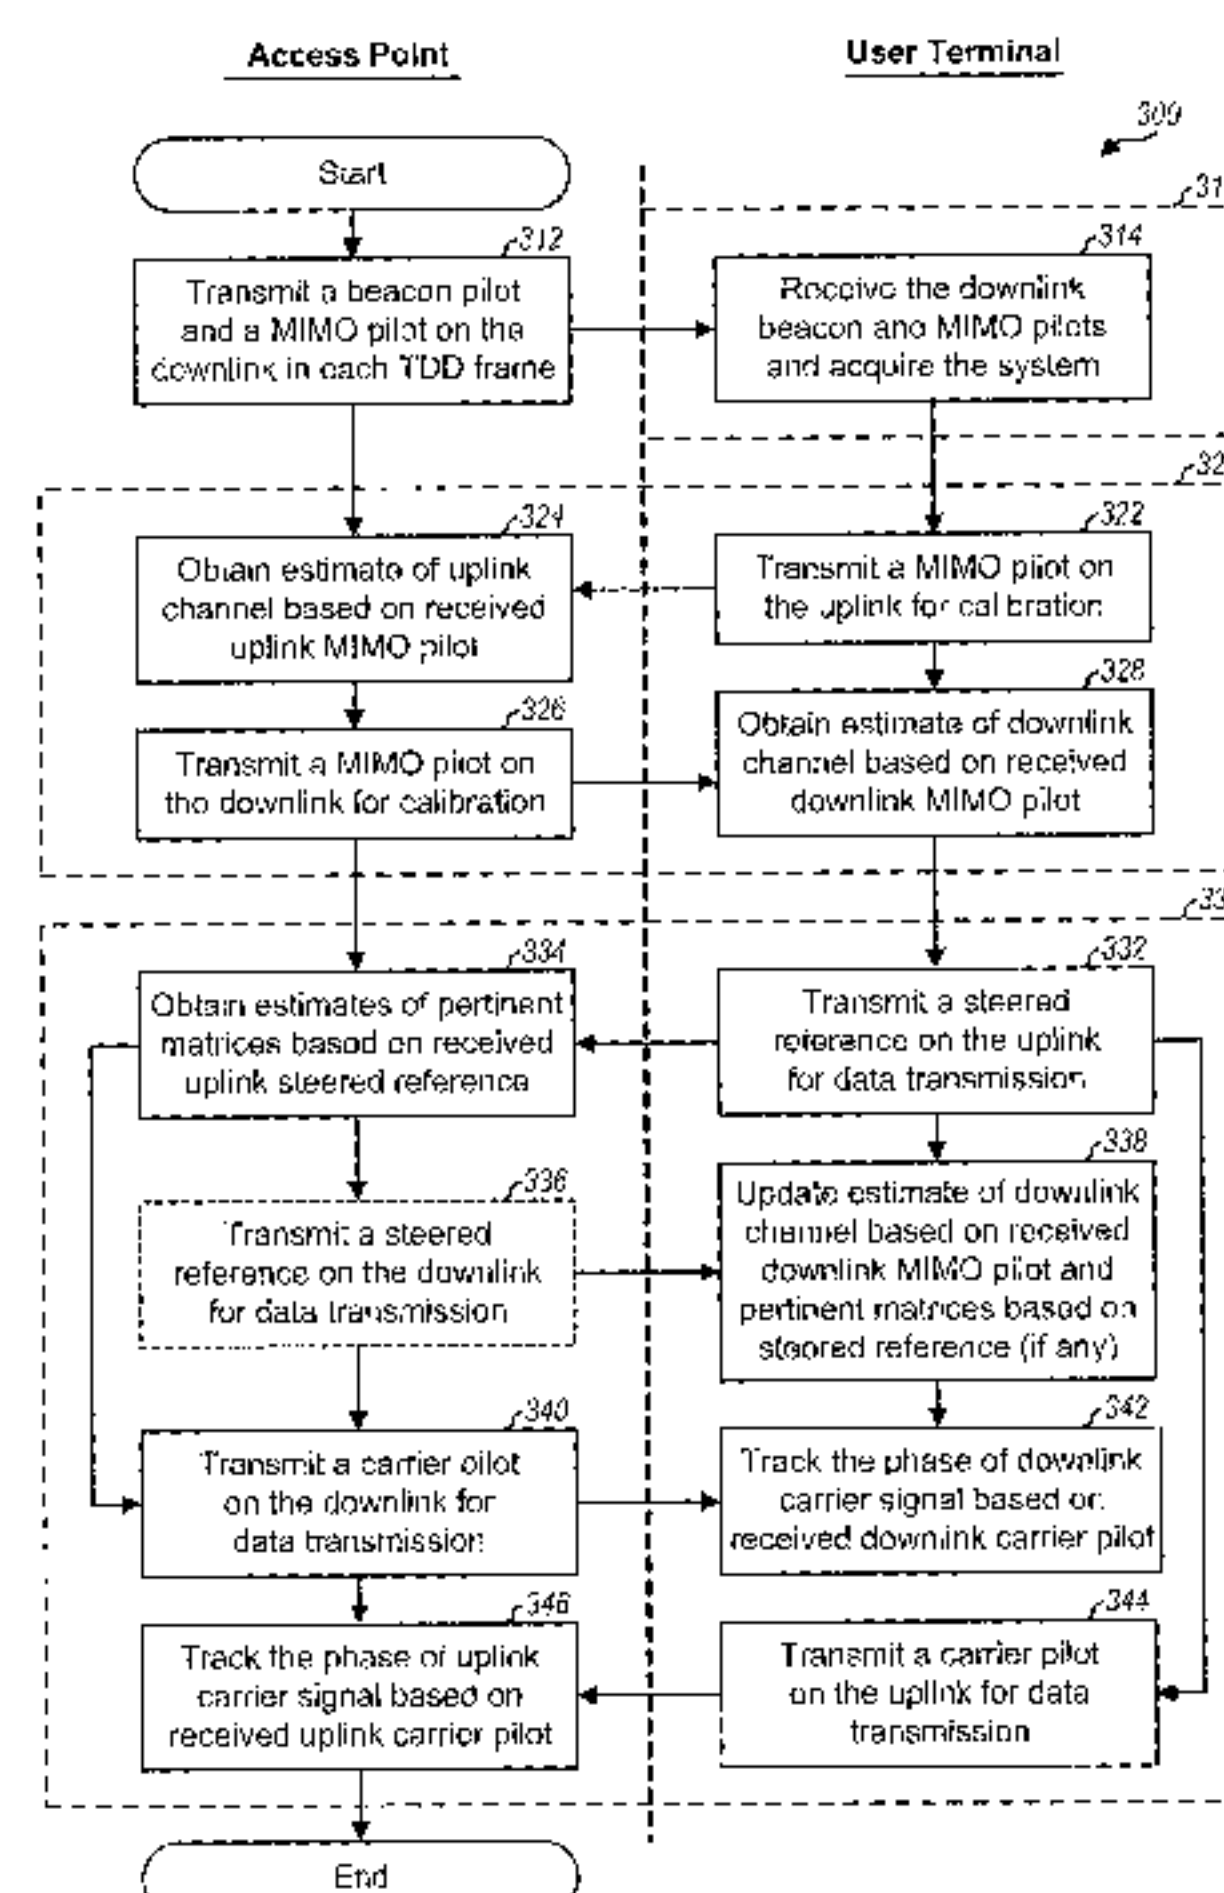 Access Point
User Terminal
300
Start
31
312
Transmit a beacon pilot
and a MIMO pilot on the
downlink in each TDD frame
314
Receive the downlink
beacon and MIMO pilots
and acquire the system
32
324
Obtain estimate of uplink
channel based on received
uplink MIMO pilot
322
Transmit a MIMO pilot on
the uplink for calibration
326
Transmit a MIMO pilot on
the downlink for calibration
328
Obtain estimate of downlink
channel based on received
downlink MIMO pilot
33
334
Obtain estimates of pertinent
matrices based on received
uplink steered reference
332
Transmit a steered
reference on the uplink
for data transmission
336
Transmit a steered
reference on the downlink
for data transmission
338
Update estimate of downlink
channel based on received
downlink MIMO pilot and
pertinent matrices based on
steered reference (if any)
340
Transmit a carrier pilot
on the downlink for
data transmission
342
Track the phase of downlink
carrier signal based on
received downlink carrier pilot
346
Track the phase of uplink
carrier signal based on
received uplink carrier pilot
344
Transmit a carrier pilot
on the uplink for data
transmission
End